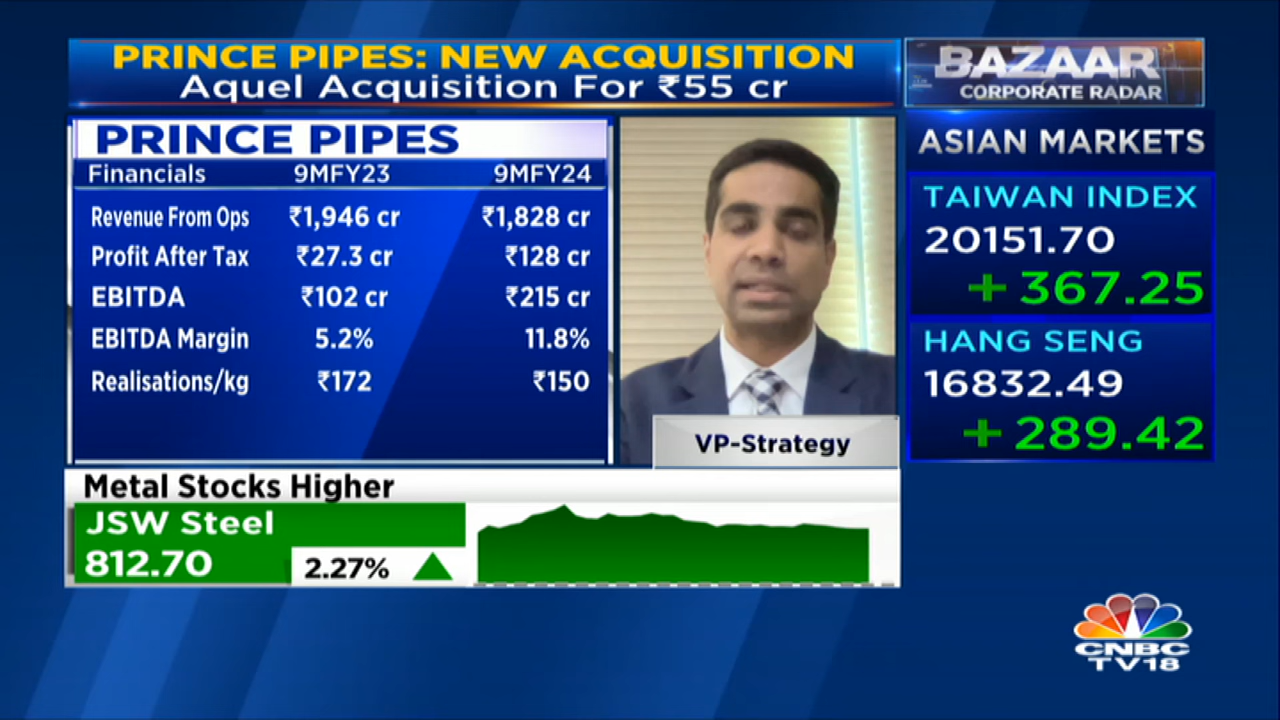 PRINCE PIPES: NEW ACQUISITION
Aquel Acquisition For ₹55 cr
BAZAAR
CORPORATE RADAR
PRINCE PIPES
Financials 9MFY23 9MFY24
Revenue From Ops ₹1,946 cr ₹1,828 cr
Profit After Tax ₹27.3 cr ₹128 cr
EBITDA ₹102 cr ₹215 cr
EBITDA Margin 5.2% 11.8%
Realisations/kg ₹172 ₹150
VP-Strategy
ASIAN MARKETS
TAIWAN INDEX
20151.70
+ 367.25
HANG SENG
16832.49
+ 289.42
Metal Stocks Higher
JSW Steel
812.70 2.27%
CNBC
TV18